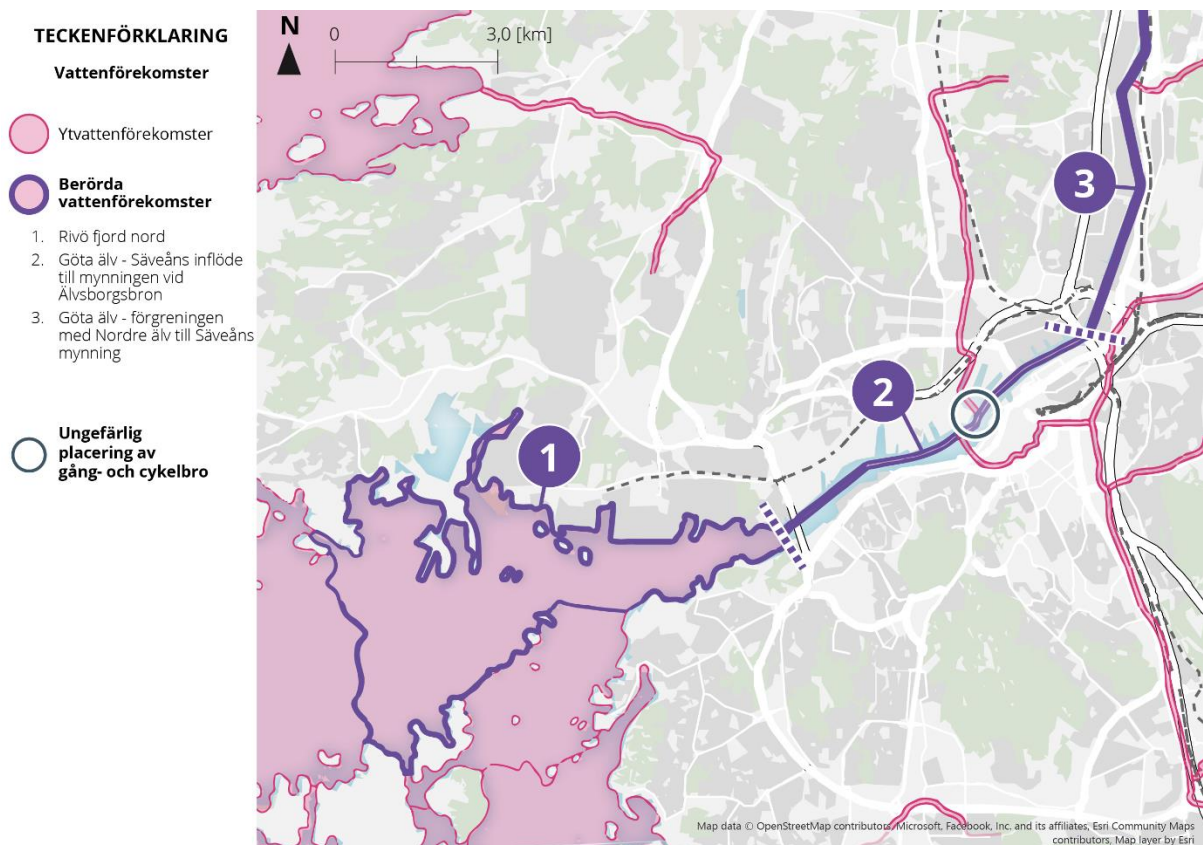 TECKENFÖRKLARING
Vattenförekomster
Ytvattenförekomster
Berörda
vattenförekomster
1. Rivö fjord nord
2. Göta älv - Säveåns inflöde
till mynningen vid
Älvsborgsbron
3. Göta älv - förgreningen
med Nordre älv till Säveåns
mynning
Ungefärlig
placering av
gång- och cykelbro
N
0 3,0 [km]
3
2
1
Map data © OpenStreetMap contributors, Microsoft, Facebook, Inc. and its affiliates, Esri Community Maps
contributors, Map layer by Esri